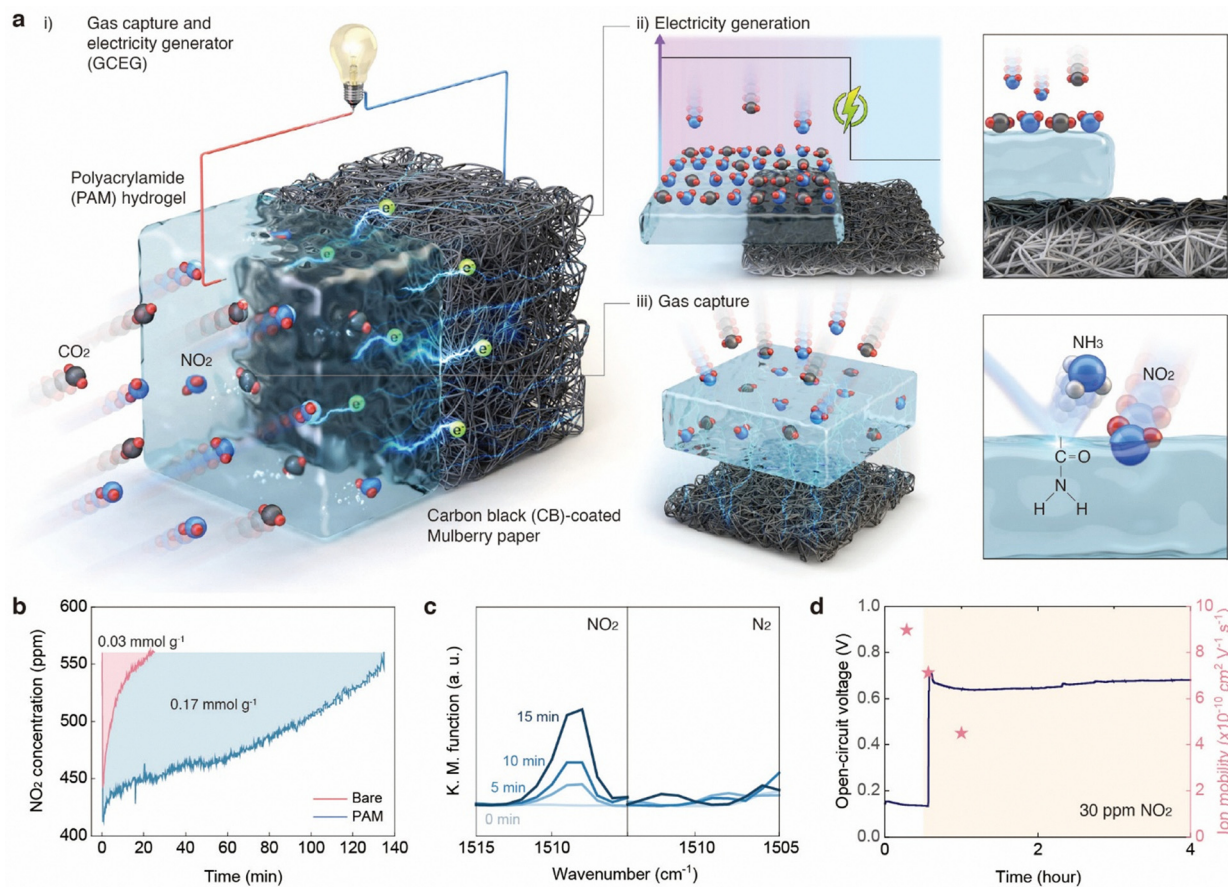 a
i)
Gas capture and
electricity generator
(GCEG)
Polyacrylamide
(PAM) hydrogel
CO₂
NO₂
e⁻
e⁻
e⁻
e⁻
e⁻
e⁻
e⁻
Carbon black (CB)-coated
Mulberry paper
ii) Electricity generation
iii) Gas capture
NH₃
NO₂
C=O
N
H H
b
NO₂ concentration (ppm)
600
550
500
450
400
0.03 mmol g⁻¹
0.17 mmol g⁻¹
Bare
PAM
0 20 40 60 80 100 120 140
Time (min)
c
K. M. function (a. u.)
NO₂
N₂
15 min
10 min
5 min
0 min
1515 1510 1510 1505
Wavenumber (cm⁻¹)
d
Open-circuit voltage (V)
1.0
0.8
0.6
0.4
0.2
0.0
10
8
6
4
2
0
Ion mobility (x10⁻¹⁰ cm² V⁻¹ s⁻¹)
30 ppm NO₂
0 2 4
Time (hour)